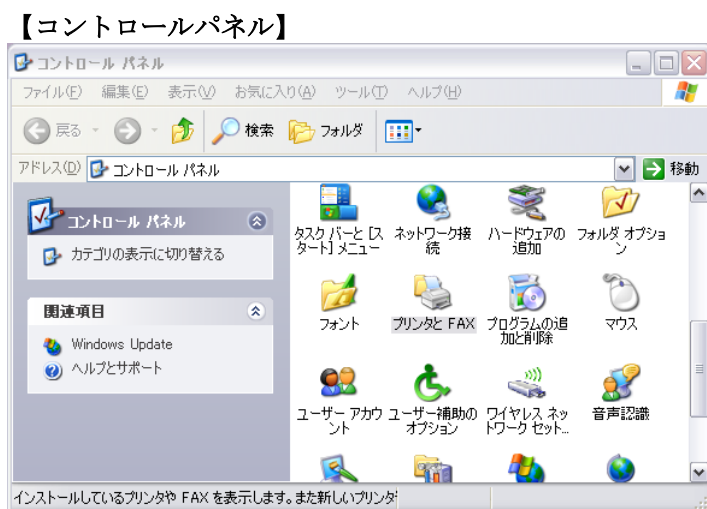 【コントロールパネル】
コントロール パネル
ファイル(F) 編集(E) 表示(V) お気に入り(A) ツール(T) ヘルプ(H)
戻る 検索 フォルダ
アドレス(D) コントロール パネル 移動
コントロール パネル
カテゴリの表示に切り替える
関連項目
Windows Update
ヘルプとサポート
タスク バーと [ス
タート] メニュー
ネットワーク接
続
ハードウェアの
追加
フォルダ オプショ
ン
フォント
プリンタと FAX
プログラムの追
加と削除
マウス
ユーザー アカウ
ント
ユーザー補助の
オプション
ワイヤレス ネッ
トワーク セット...
音声認識
インストールしているプリンタや FAX を表示します。また新しいプリンタ